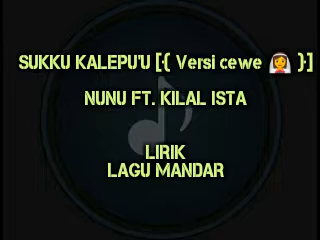 SUKKU KALEPU'U [{ Versi cewe 👰 }]
NUNU FT. KILAL ISTA
LIRIK
LAGU MANDAR